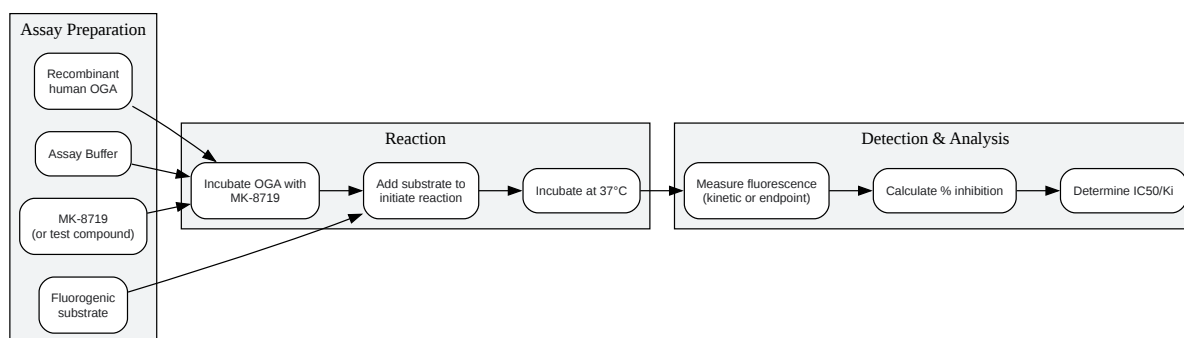 Assay Preparation
Recombinant
human OGA
Assay Buffer
MK-8719
(or test compound)
Fluorogenic
substrate
Reaction
Incubate OGA with
MK-8719
Add substrate to
initiate reaction
Incubate at 37°C
Detection & Analysis
Measure fluorescence
(kinetic or endpoint)
Calculate % inhibition
Determine IC50/Ki